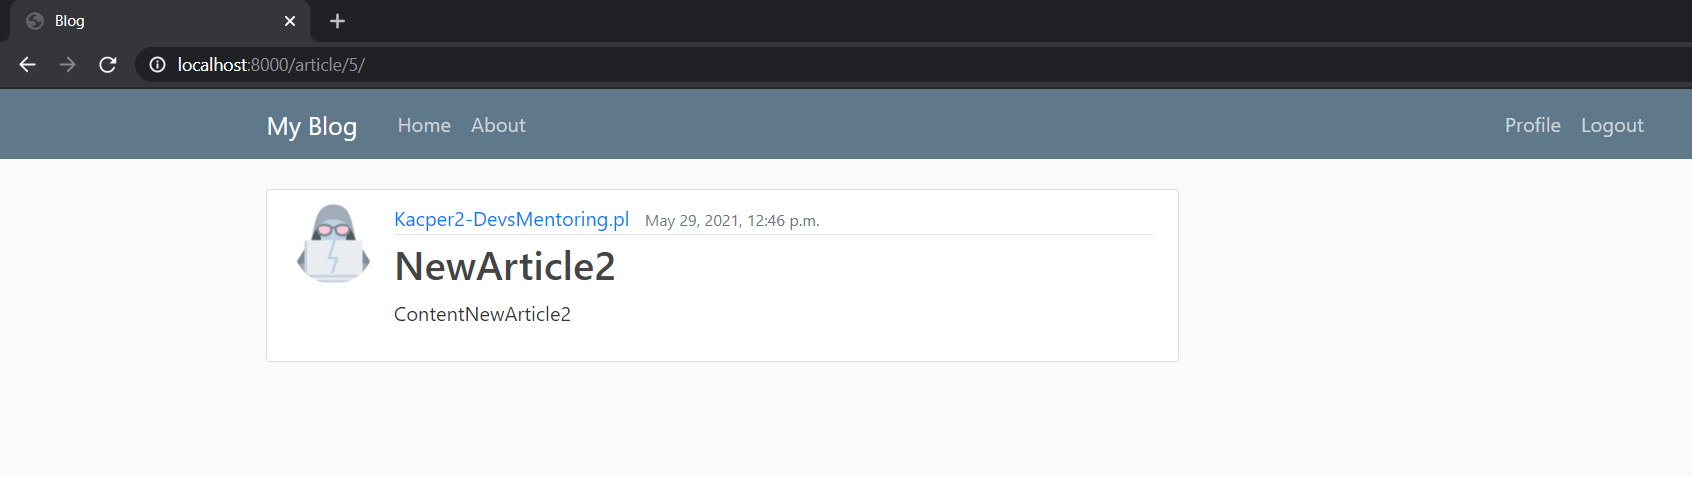 Blog
localhost:8000/article/5/
My Blog Home About Profile Logout
Kacper2-DevsMentoring.pl May 29, 2021, 12:46 p.m.
NewArticle2
ContentNewArticle2